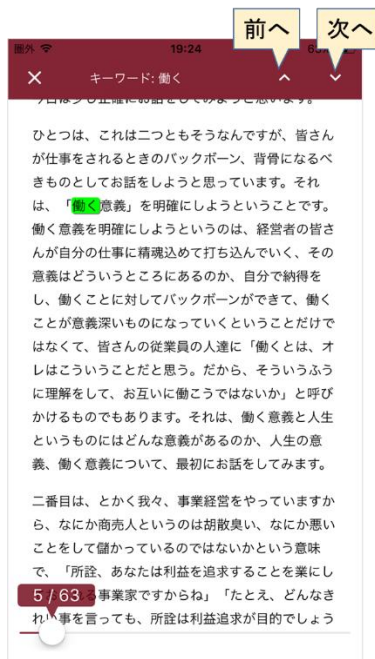 前へ 次へ
圏外 19:24
キーワード: 働く
ひとつは、これは二つともそうなんですが、皆さん
が仕事をされるときのバックボーン、背骨になるべ
きものとしてお話をしようと思っています。それ
は、「働く意義」を明確にしようということです。
働く意義を明確にしようというのは、経営者の皆さ
んが自分の仕事に精魂込めて打ち込んでいく、その
意義はどういうところにあるのか、自分で納得を
し、働くことに対してバックボーンができて、働く
ことが意義深いものになっていくということだけで
はなくて、皆さんの従業員の人達に「働くとは、オ
レはこういうことだと思う。だから、そういうふう
に理解をして、お互いに働こうではないか」と呼び
かけるものでもあります。それは、働く意義と人生
というものにはどんな意義があるのか、人生の意
義、働く意義について、最初にお話をしてみます。
二番目は、とかく我々、事業経営をやっていますか
ら、なにか商売人というのは胡散臭い、なにか悪い
ことをして儲かっているのではないかという意味
で、「所詮、あなたは利益を追求することを業にし
5 / 63 事業家ですからね」「たとえ、どんなき
れ 事を言っても、所詮は利益追求が目的でしょう